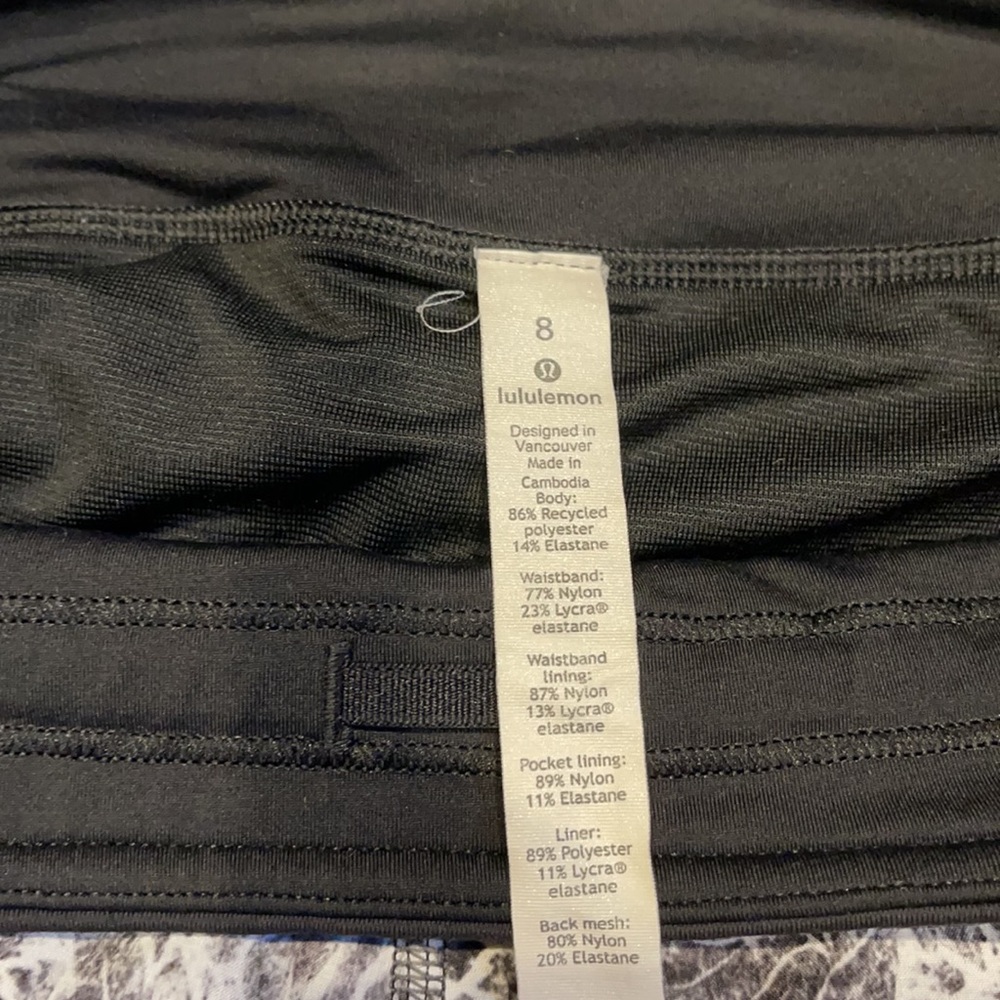 8
lululemon
Designed in
Vancouver
Made in
Cambodia
Body:
86% Recycled
polyester
14% Elastane
Waistband:
77% Nylon
23% Lycra®
elastane
Waistband
lining:
87% Nylon
13% Lycra®
elastane
Pocket lining:
89% Nylon
11% Elastane
Liner:
89% Polyester
11% Lycra®
elastane
Back mesh:
80% Nylon
20% Elastane